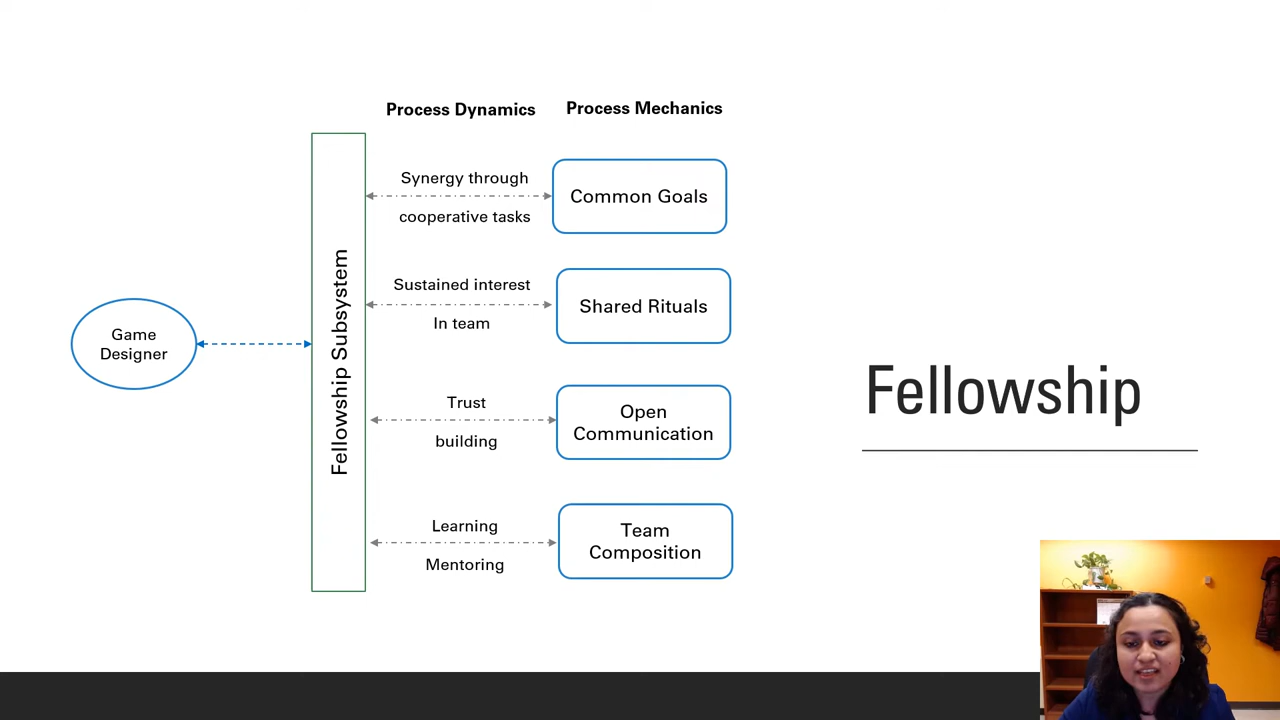 Process Dynamics
Process Mechanics
Synergy through
cooperative tasks
Common Goals
Sustained interest
In team
Shared Rituals
Game
Designer
Fellowship Subsystem
Trust
building
Open
Communication
Learning
Mentoring
Team
Composition
Fellowship